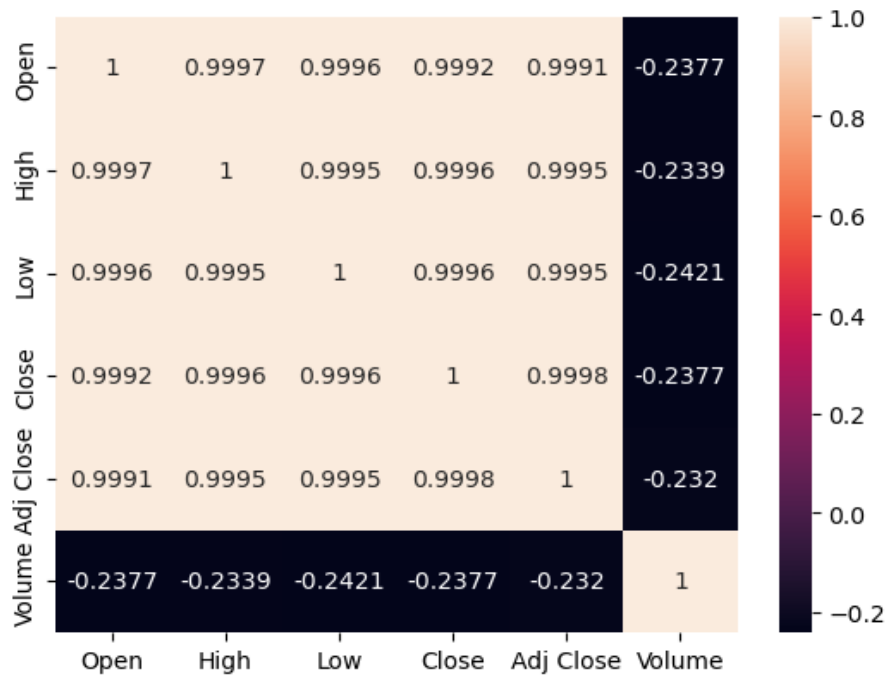 Open 1 0.9997 0.9996 0.9992 0.9991 -0.2377
High 0.9997 1 0.9995 0.9996 0.9995 -0.2339
Low 0.9996 0.9995 1 0.9996 0.9995 -0.2421
Close 0.9992 0.9996 0.9996 1 0.9998 -0.2377
Adj Close 0.9991 0.9995 0.9995 0.9998 1 -0.232
Volume -0.2377 -0.2339 -0.2421 -0.2377 -0.232 1
Open High Low Close Adj Close Volume
1.0
0.8
0.6
0.4
0.2
0.0
-0.2